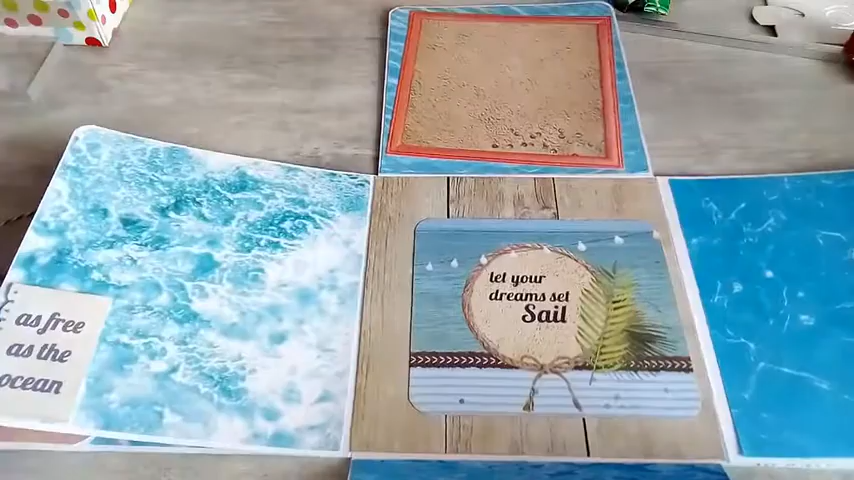 as free
as the
ocean
let your
dreams set
Sail